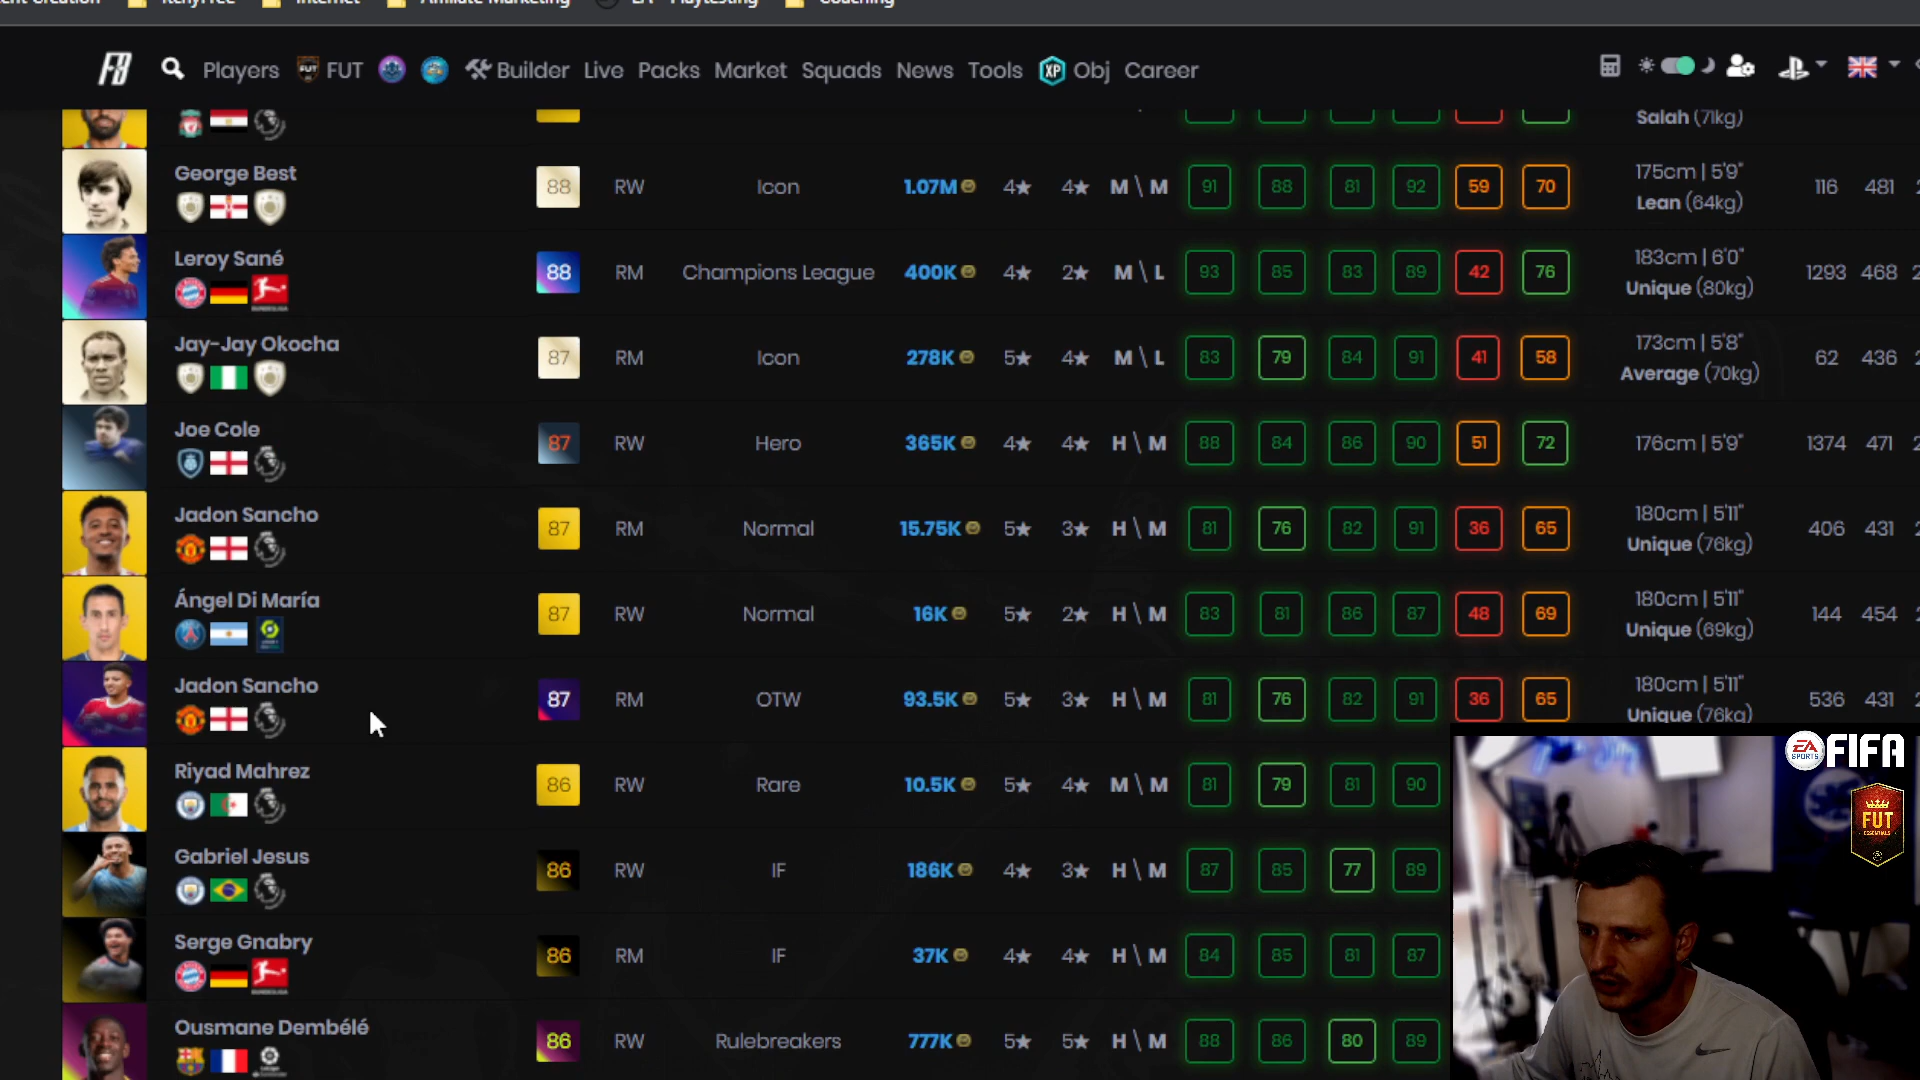 Affiliate Marketing
Coaching
Players FUT Builder Live Packs Market Squads News Tools XP Obj Career
Salah (71kg)
George Best 88 RW Icon 1.07M 4★ 4★ M \ M 91 88 81 92 59 70 175cm | 5'9" 116 481
Lean (64kg)
Leroy Sané 88 RM Champions League 400K 4★ 2★ M \ L 93 85 83 89 42 76 183cm | 6'0" 1293 468
Unique (80kg)
Jay-Jay Okocha 87 RM Icon 278K 5★ 4★ M \ L 83 79 84 91 41 58 173cm | 5'8" 62 436
Average (70kg)
Joe Cole 87 RW Hero 365K 4★ 4★ H \ M 88 84 86 90 51 72 176cm | 5'9" 1374 471
Jadon Sancho 87 RM Normal 15.75K 5★ 3★ H \ M 81 76 82 91 36 65 180cm | 5'11" 406 431
Unique (76kg)
Ángel Di María 87 RW Normal 16K 5★ 2★ H \ M 83 81 86 87 48 69 180cm | 5'11" 144 454
Unique (69kg)
Jadon Sancho 87 RM OTW 93.5K 5★ 3★ H \ M 81 76 82 91 36 65 180cm | 5'11" 536 431
Unique (76kg)
Riyad Mahrez 86 RW Rare 10.5K 5★ 4★ M \ M 81 79 81 90
Gabriel Jesus 86 RW IF 186K 4★ 3★ H \ M 87 85 77 89
Serge Gnabry 86 RM IF 37K 4★ 4★ H \ M 84 85 81 87
Ousmane Dembélé 86 RW Rulebreakers 777K 5★ 5★ H \ M 88 86 80 89
EA SPORTS FIFA
FUT
ESSENTIALS